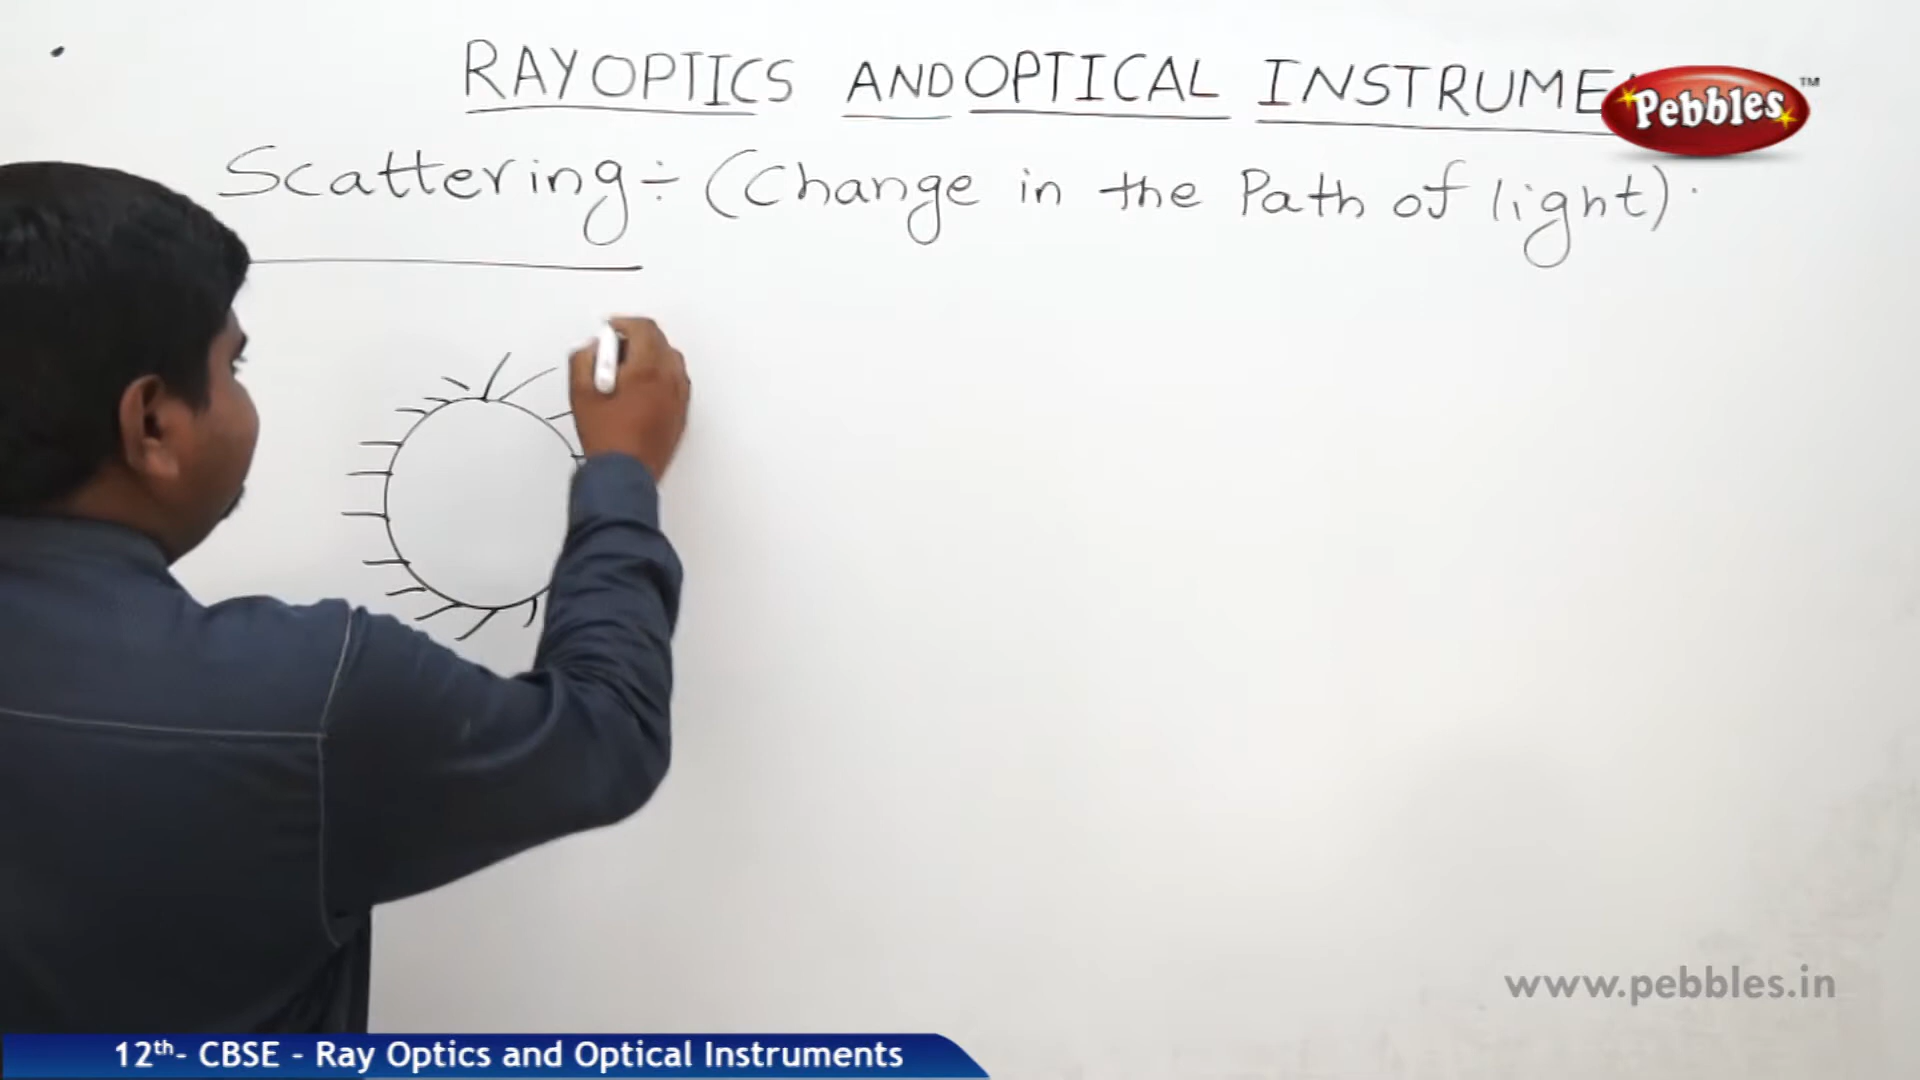 RAY OPTICS AND OPTICAL INSTRUME
Pebbles™
Scattering ÷ (Change in the Path of light).
www.pebbles.in
12th- CBSE - Ray Optics and Optical Instruments